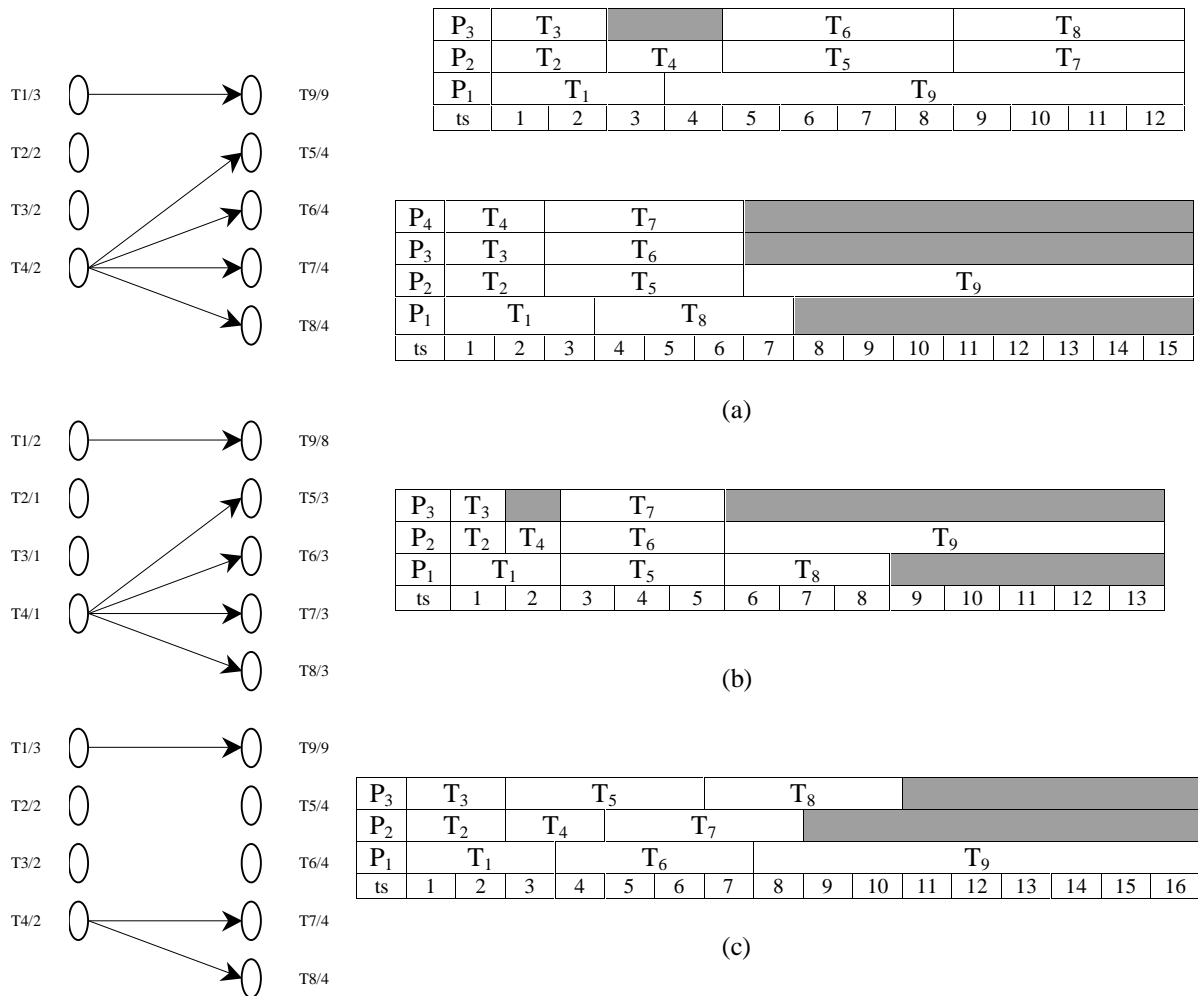 T1/3 T9/9
T2/2 T5/4
T3/2 T6/4
T4/2 T7/4
T8/4
P3 T3 T6 T8
P2 T2 T4 T5 T7
P1 T1 T9
ts 1 2 3 4 5 6 7 8 9 10 11 12
P4 T4 T7
P3 T3 T6
P2 T2 T5 T9
P1 T1 T8
ts 1 2 3 4 5 6 7 8 9 10 11 12 13 14 15
(a)
T1/2 T9/8
T2/1 T5/3
T3/1 T6/3
T4/1 T7/3
T8/3
P3 T3 T7
P2 T2 T4 T6 T9
P1 T1 T5 T8
ts 1 2 3 4 5 6 7 8 9 10 11 12 13
(b)
T1/3 T9/9
T2/2 T5/4
T3/2 T6/4
T4/2 T7/4
T8/4
P3 T3 T5 T8
P2 T2 T4 T7
P1 T1 T6 T9
ts 1 2 3 4 5 6 7 8 9 10 11 12 13 14 15 16
(c)